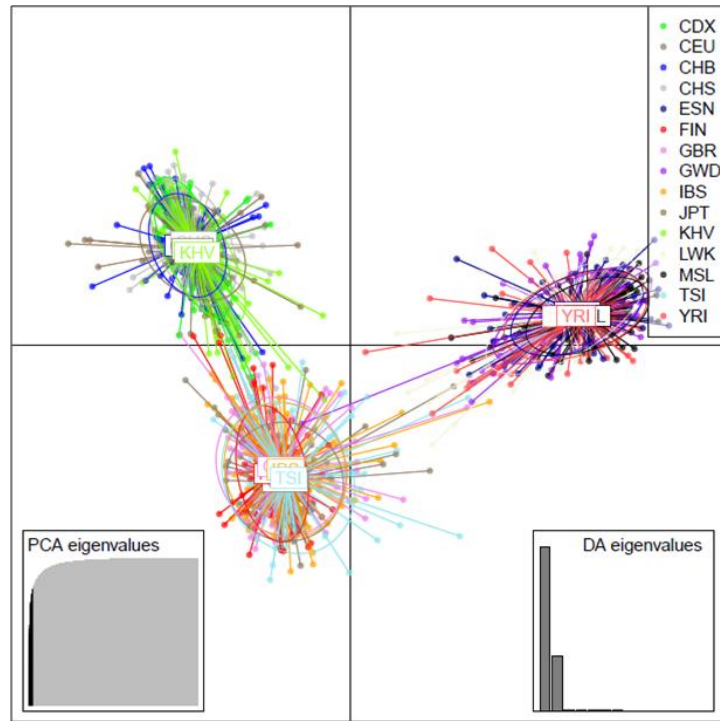 CDX
CEU
CHB
CHS
ESN
FIN
GBR
GWD
IBS
JPT
KHV
LWK
MSL
TSI
YRI
KHV
YRI
TSI
PCA eigenvalues
DA eigenvalues